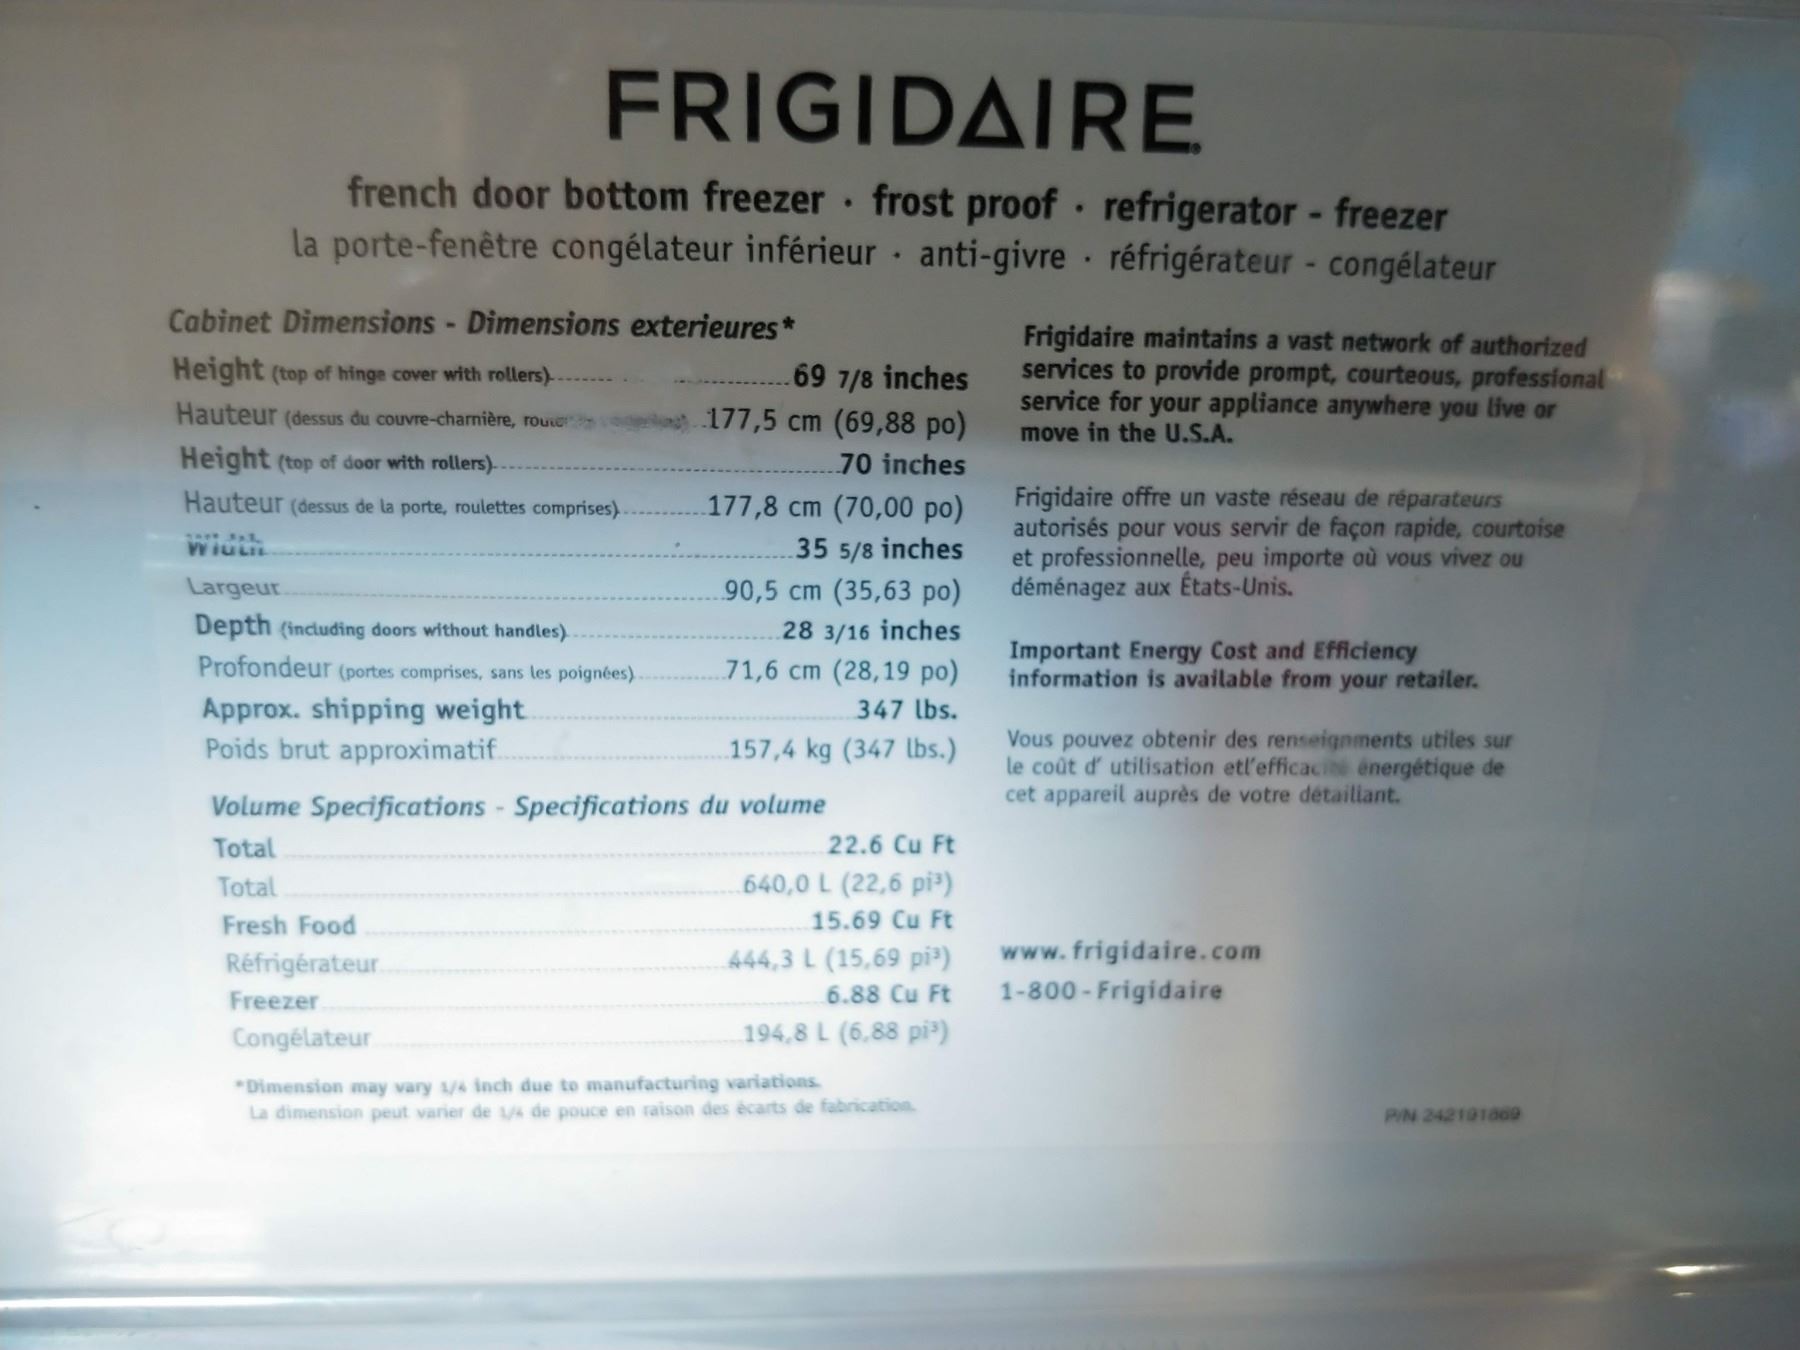 FRIGIDAIRE®
french door bottom freezer · frost proof · refrigerator - freezer
la porte-fenêtre congélateur inférieur · anti-givre · réfrigérateur - congélateur
Cabinet Dimensions - Dimensions exterieures*
Height (top of hinge cover with rollers) 69 7/8 inches
Hauteur (dessus du couvre-charnière, 177,5 cm (69,88 po)
Height (top of door with rollers) 70 inches
Hauteur (dessus de la porte, roulettes comprises) 177,8 cm (70,00 po)
Width 35 5/8 inches
Largeur 90,5 cm (35,63 po)
Depth (including doors without handles) 28 3/16 inches
Profondeur (portes comprises, sans les poignées) 71,6 cm (28,19 po)
Approx. shipping weight 347 lbs.
Poids brut approximatif 157,4 kg (347 lbs.)
Volume Specifications - Specifications du volume
Total 22.6 Cu Ft
Total 640,0 L (22,6 pi³)
Fresh Food 15.69 Cu Ft
Réfrigérateur 444,3 L (15,69 pi³)
Freezer 6.88 Cu Ft
Congélateur 194,8 L (6,88 pi³)
*Dimension may vary 1/4 inch due to manufacturing variations.
La dimension peut varier de 1/4 de pouce en raison des écarts de fabrication.
Frigidaire maintains a vast network of authorized
services to provide prompt, courteous, professional
service for your appliance anywhere you live or
move in the U.S.A.
Frigidaire offre un vaste réseau de réparateurs
autorisés pour vous servir de façon rapide, courtoise
et professionnelle, peu importe où vous vivez ou
déménagez aux États-Unis.
Important Energy Cost and Efficiency
information is available from your retailer.
Vous pouvez obtenir des renseignments utiles sur
le coût d' utilisation etl'efficacité énergétique de
cet appareil auprès de votre détaillant.
www.frigidaire.com
1-800-Frigidaire
P/N 242191869